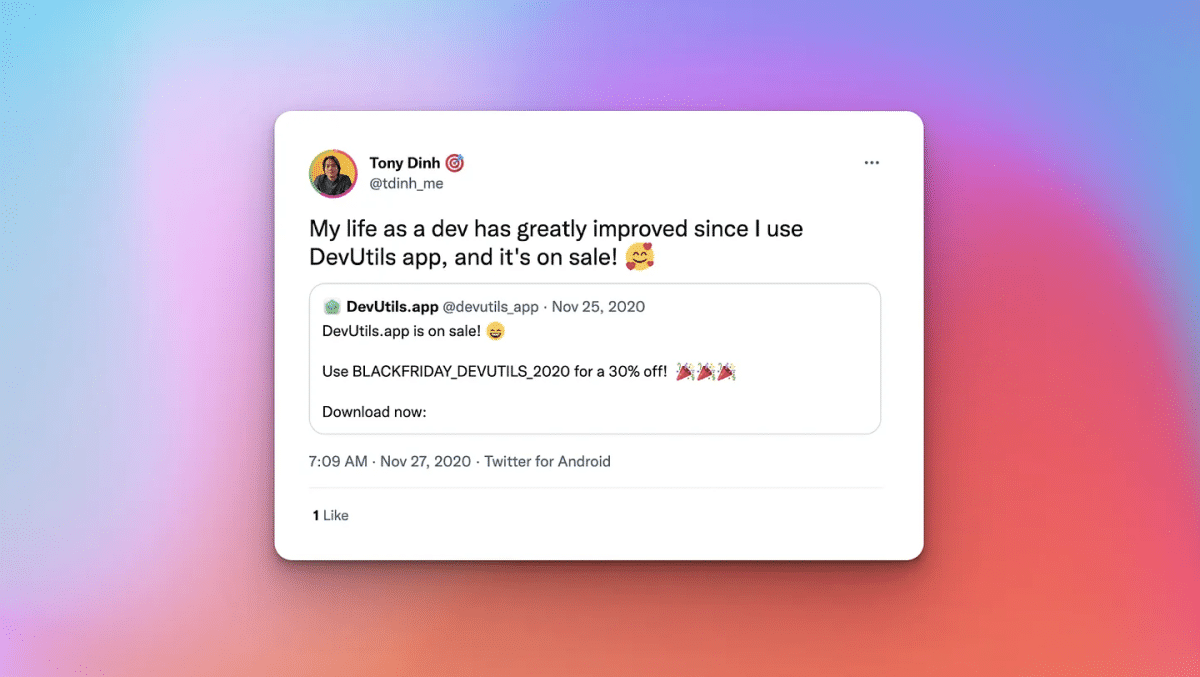 Tony Dinh 🎯
@tdinh_me
My life as a dev has greatly improved since I use
DevUtils app, and it's on sale! 🥰
DevUtils.app @devutils_app · Nov 25, 2020
DevUtils.app is on sale! 😄
Use BLACKFRIDAY_DEVUTILS_2020 for a 30% off! 🎉🎉🎉
Download now:
7:09 AM · Nov 27, 2020 · Twitter for Android
1 Like